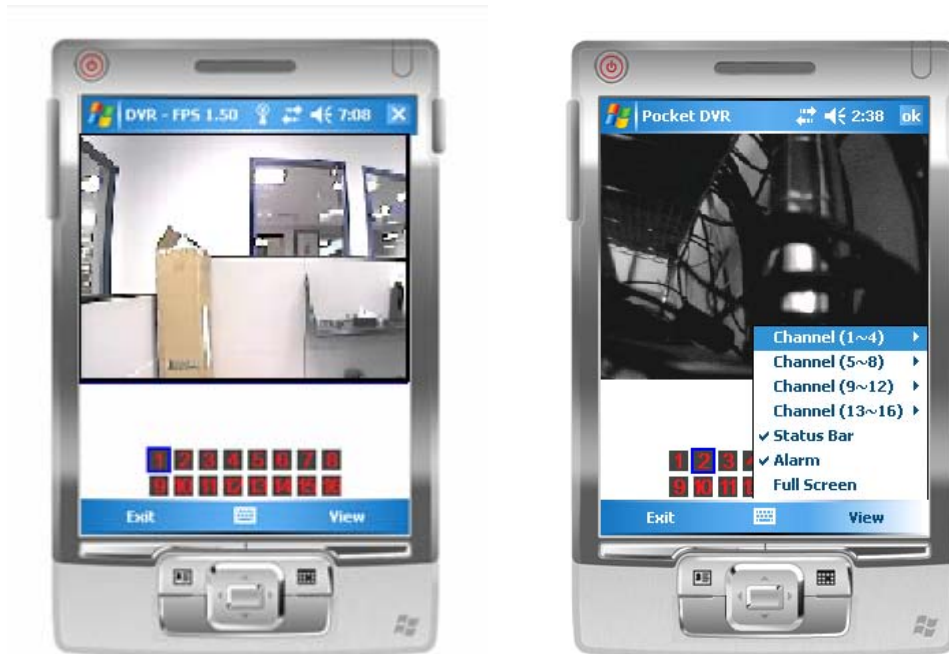 DVR - FPS 1.50 7:08
1 2 3 4 5 6 7 8
9 10 11 12 13 14 15 16
Exit View
Pocket DVR 2:38 ok
Channel (1~4)
Channel (5~8)
Channel (9~12)
Channel (13~16)
Status Bar
Alarm
Full Screen
1 2 3 4
9 10 11
Exit View